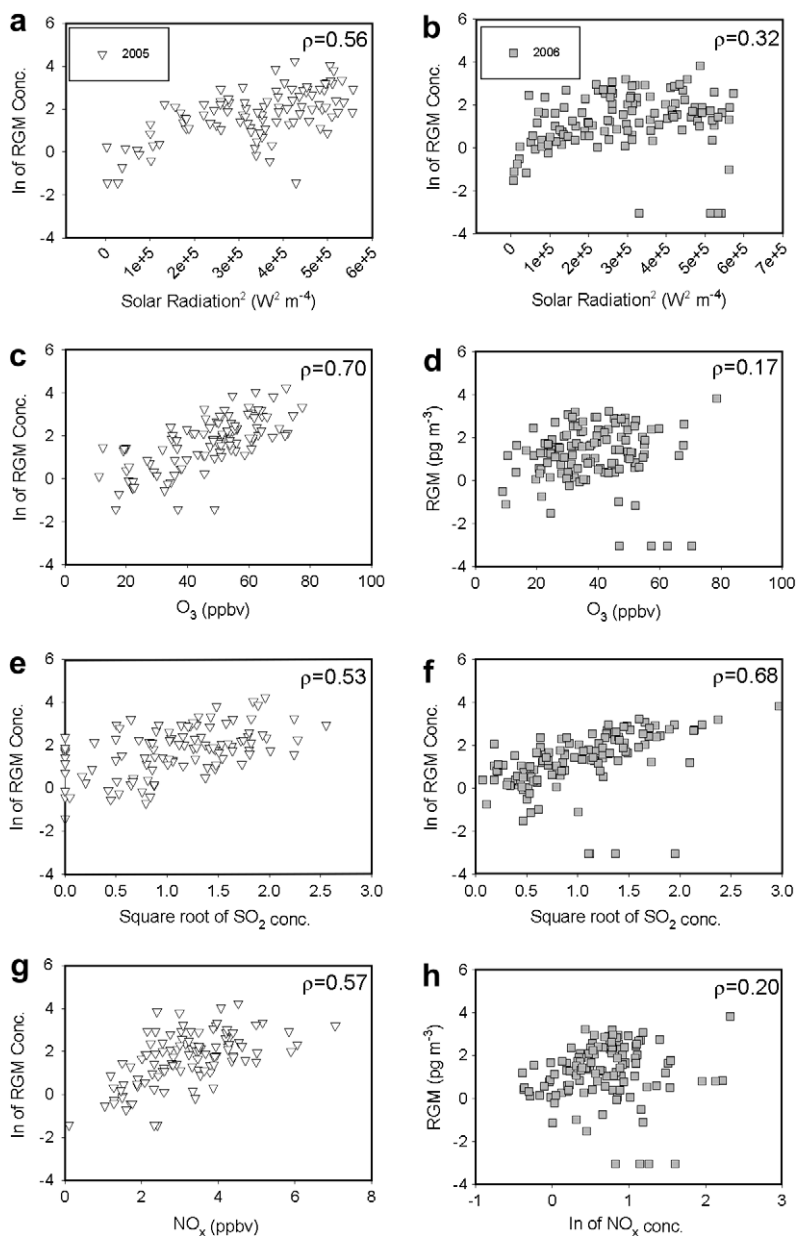 a
2005
ρ=0.56
ln of RGM Conc.
6
4
2
0
-2
-4
0
1e+5
2e+5
3e+5
4e+5
5e+5
6e+5
Solar Radiation² (W² m⁻⁴)
b
2006
ρ=0.32
ln of RGM Conc.
6
4
2
0
-2
-4
0
1e+5
2e+5
3e+5
4e+5
5e+5
6e+5
7e+5
Solar Radiation² (W² m⁻⁴)
c
ρ=0.70
ln of RGM Conc.
6
4
2
0
-2
-4
0
20
40
60
80
100
O₃ (ppbv)
d
ρ=0.17
RGM (pg m⁻³)
6
4
2
0
-2
-4
0
20
40
60
80
100
O₃ (ppbv)
e
ρ=0.53
ln of RGM Conc.
6
4
2
0
-2
-4
0.0
0.5
1.0
1.5
2.0
2.5
3.0
Square root of SO₂ conc.
f
ρ=0.68
ln of RGM Conc.
6
4
2
0
-2
-4
0.0
0.5
1.0
1.5
2.0
2.5
3.0
Square root of SO₂ conc.
g
ρ=0.57
ln of RGM Conc.
6
4
2
0
-2
-4
0
2
4
6
8
NOₓ (ppbv)
h
ρ=0.20
RGM (pg m⁻³)
6
4
2
0
-2
-4
-1
0
1
2
3
ln of NOₓ conc.